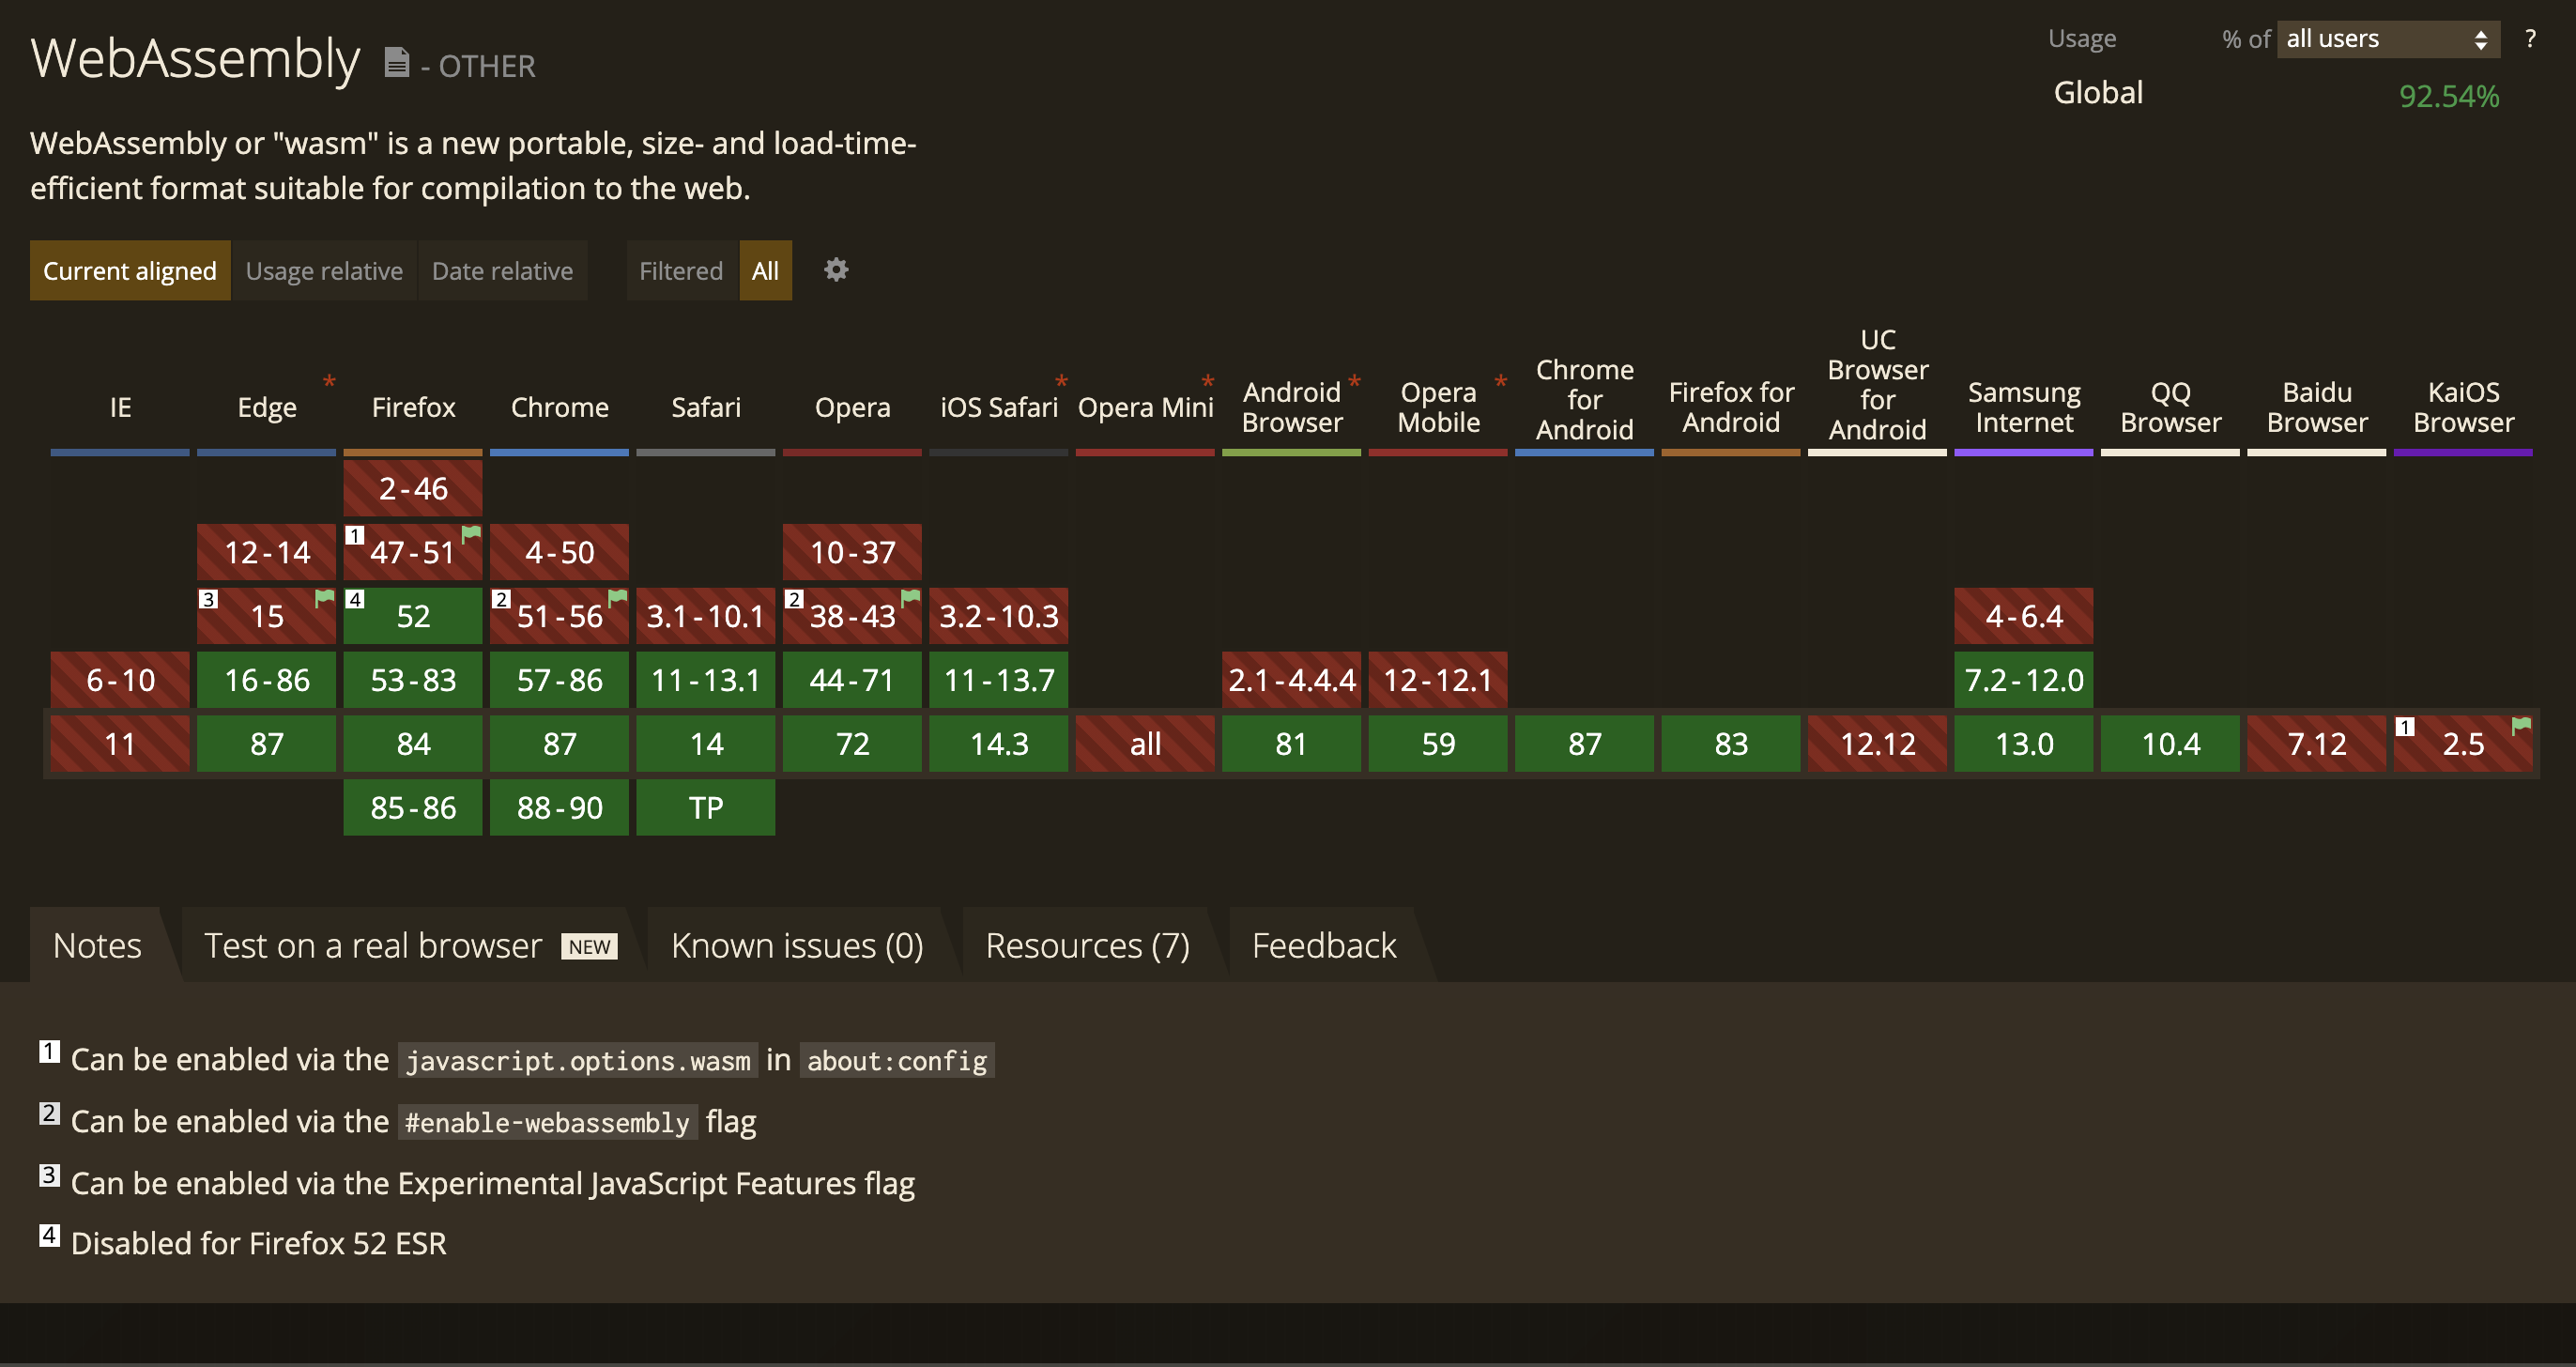 WebAssembly - OTHER
Usage % of all users ?
Global 92.54%
WebAssembly or "wasm" is a new portable, size- and load-time-
efficient format suitable for compilation to the web.
Current aligned Usage relative Date relative Filtered All
IE Edge * Firefox Chrome Safari Opera iOS Safari * Opera Mini * Android Browser * Opera Mobile * Chrome for Android Firefox for Android UC Browser for Android Samsung Internet QQ Browser Baidu Browser KaiOS Browser
2-46
12-14 1 47-51 4-50 10-37
3 15 4 52 2 51-56 3.1-10.1 2 38-43 3.2-10.3 4-6.4
6-10 16-86 53-83 57-86 11-13.1 44-71 11-13.7 2.1-4.4.4 12-12.1 7.2-12.0
11 87 84 87 14 72 14.3 all 81 59 87 83 12.12 13.0 10.4 7.12 1 2.5
85-86 88-90 TP
Notes Test on a real browser NEW Known issues (0) Resources (7) Feedback
1 Can be enabled via the javascript.options.wasm in about:config
2 Can be enabled via the #enable-webassembly flag
3 Can be enabled via the Experimental JavaScript Features flag
4 Disabled for Firefox 52 ESR